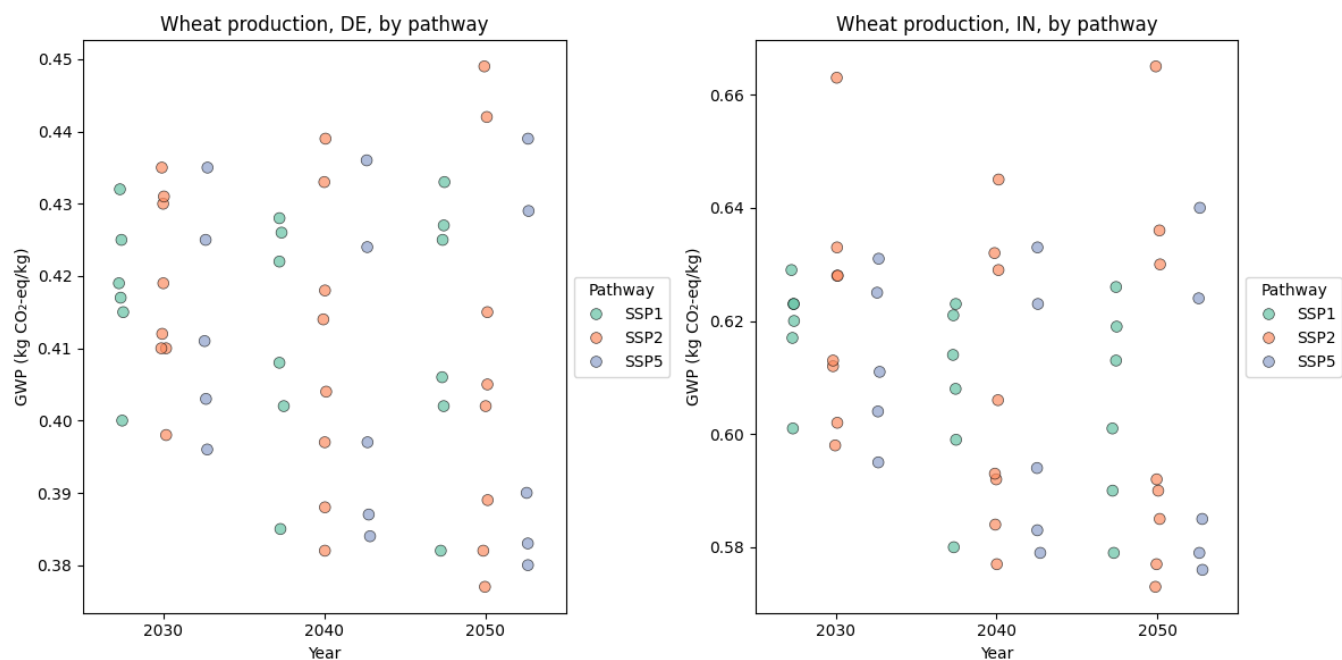 Wheat production, DE, by pathway
0.45
0.44
0.43
0.42
0.41
0.40
0.39
0.38
GWP (kg CO₂-eq/kg)
2030 2040 2050
Year
Pathway
SSP1
SSP2
SSP5
Wheat production, IN, by pathway
0.66
0.64
0.62
0.60
0.58
GWP (kg CO₂-eq/kg)
2030 2040 2050
Year
Pathway
SSP1
SSP2
SSP5